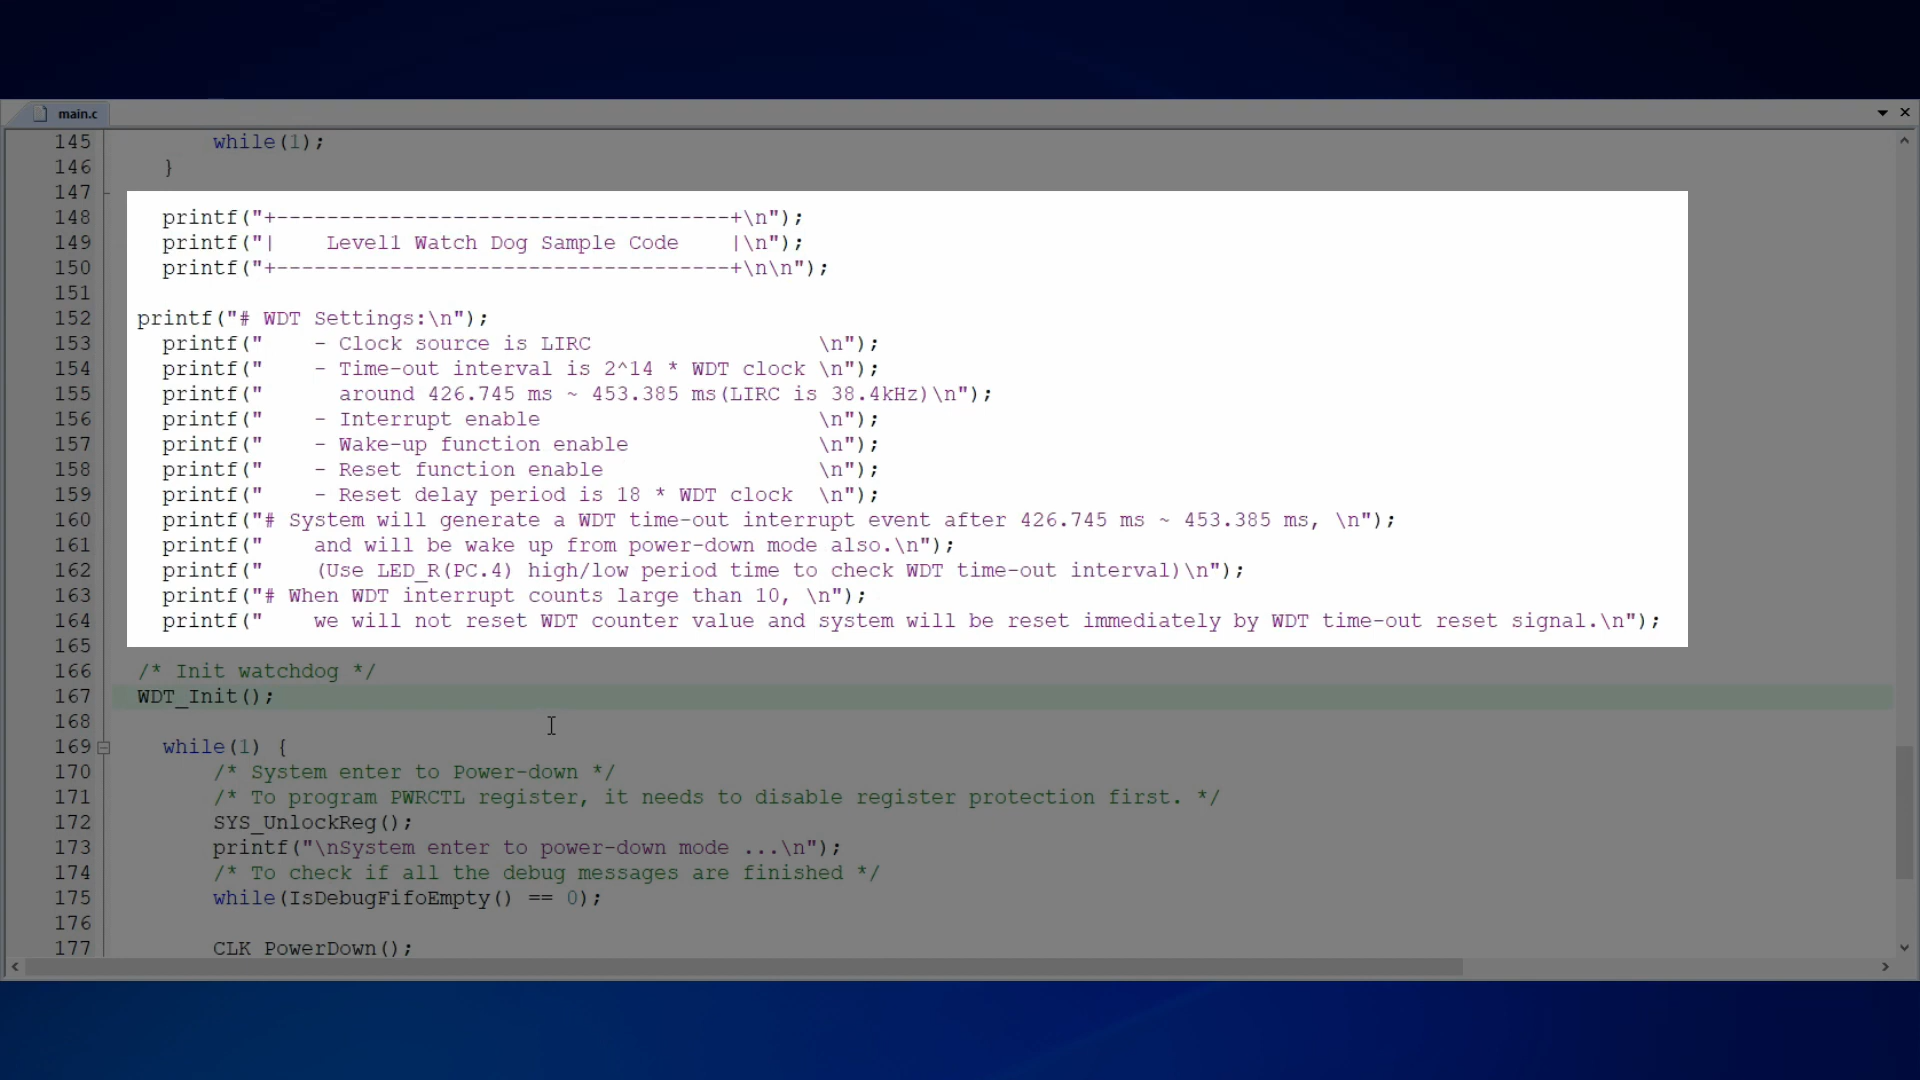 main.c
145         while(1);
146     }
147
148     printf("+------------------------------------+\n");
149     printf("|    Level1 Watch Dog Sample Code    |\n");
150     printf("+------------------------------------+\n\n");
151
152   printf("# WDT Settings:\n");
153     printf("    - Clock source is LIRC                  \n");
154     printf("    - Time-out interval is 2^14 * WDT clock \n");
155     printf("      around 426.745 ms ~ 453.385 ms(LIRC is 38.4kHz)\n");
156     printf("    - Interrupt enable                      \n");
157     printf("    - Wake-up function enable               \n");
158     printf("    - Reset function enable                 \n");
159     printf("    - Reset delay period is 18 * WDT clock  \n");
160     printf("# System will generate a WDT time-out interrupt event after 426.745 ms ~ 453.385 ms, \n");
161     printf("    and will be wake up from power-down mode also.\n");
162     printf("    (Use LED_R(PC.4) high/low period time to check WDT time-out interval)\n");
163     printf("# When WDT interrupt counts large than 10, \n");
164     printf("    we will not reset WDT counter value and system will be reset immediately by WDT time-out reset signal.\n");
165
166   /* Init watchdog */
167   WDT_Init();
168
169     while(1) {
170         /* System enter to Power-down */
171         /* To program PWRCTL register, it needs to disable register protection first. */
172         SYS_UnlockReg();
173         printf("\nSystem enter to power-down mode ...\n");
174         /* To check if all the debug messages are finished */
175         while(IsDebugFifoEmpty() == 0);
176
177         CLK_PowerDown();